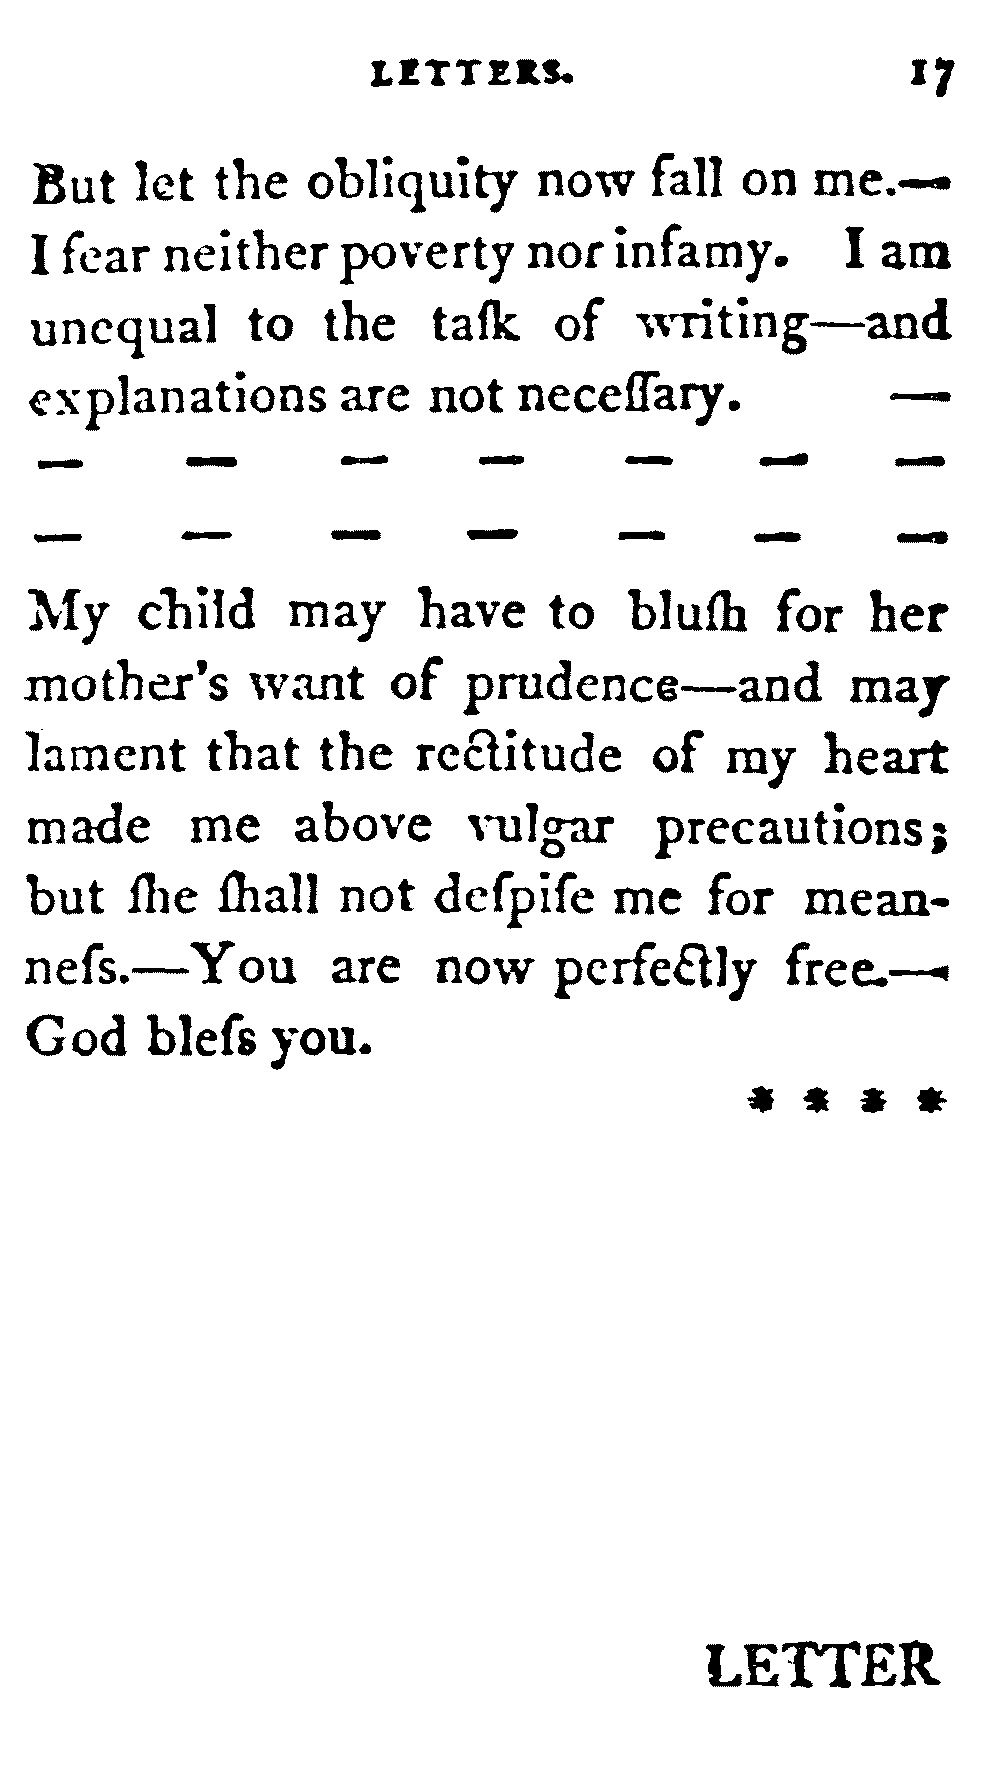 LETTERS. 17
But let the obliquity now fall on me.—
I fear neither poverty nor infamy. I am
unequal to the taſk of writing—and
explanations are not neceſſary. —
— — — — — — —
— — — — — — —
My child may have to bluſh for her
mother's want of prudence—and may
lament that the rectitude of my heart
made me above vulgar precautions;
but ſhe ſhall not deſpiſe me for mean-
neſs.—You are now perfectly free.—
God bleſs you.
* * * *
LETTER